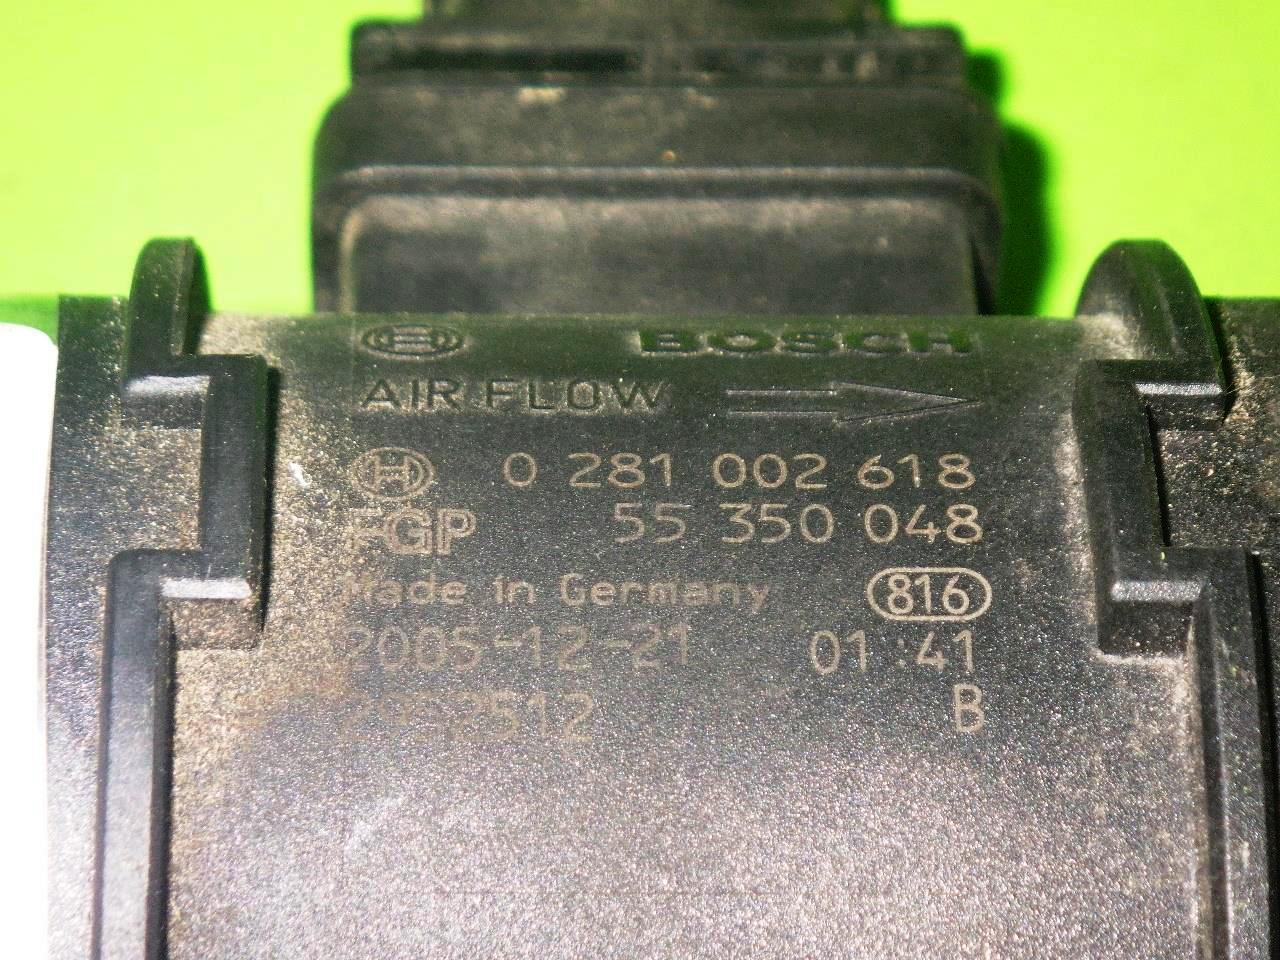 BOSCH
AIR FLOW
0 281 002 618
FGP 55 350 048
Made in Germany 816
2005-12-21 01:41
B